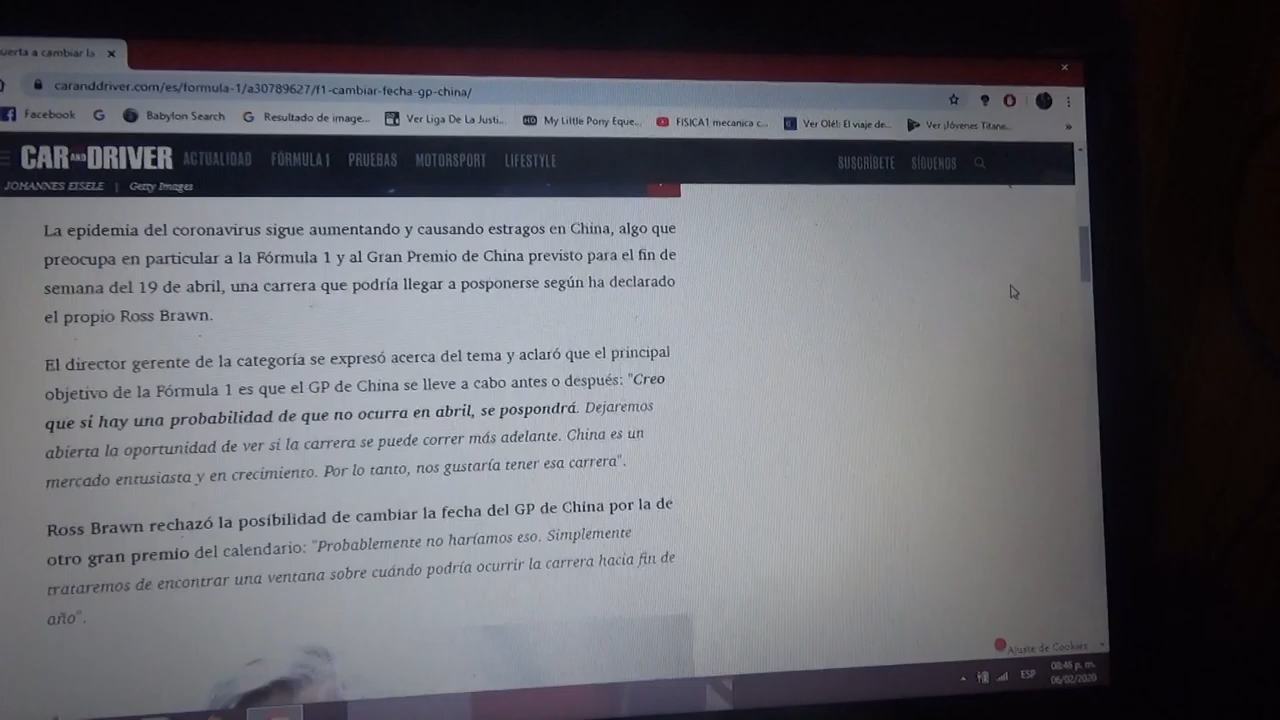 uerta a cambiar la
caranddriver.com/es/formula-1/a30789627/f1-cambiar-fecha-gp-china/
Facebook Babylon Search Resultado de image... Ver Liga De La Justi... My Little Pony Eque... FISICA1 mecanica c... Ver Olé!: El viaje de... Ver ¡Jóvenes Titane... »
CAR AND DRIVER ACTUALIDAD FÓRMULA 1 PRUEBAS MOTORSPORT LIFESTYLE SUSCRÍBETE SÍGUENOS
JOHANNES EISELE | Getty Images
La epidemia del coronavirus sigue aumentando y causando estragos en China, algo que
preocupa en particular a la Fórmula 1 y al Gran Premio de China previsto para el fin de
semana del 19 de abril, una carrera que podría llegar a posponerse según ha declarado
el propio Ross Brawn.
El director gerente de la categoría se expresó acerca del tema y aclaró que el principal
objetivo de la Fórmula 1 es que el GP de China se lleve a cabo antes o después: "Creo
que si hay una probabilidad de que no ocurra en abril, se pospondrá. Dejaremos
abierta la oportunidad de ver si la carrera se puede correr más adelante. China es un
mercado entusiasta y en crecimiento. Por lo tanto, nos gustaría tener esa carrera".
Ross Brawn rechazó la posibilidad de cambiar la fecha del GP de China por la de
otro gran premio del calendario: "Probablemente no haríamos eso. Simplemente
trataremos de encontrar una ventana sobre cuándo podría ocurrir la carrera hacia fin de
año".
Ajuste de Cookies
ESP 08:46 p. m.
06/02/2020